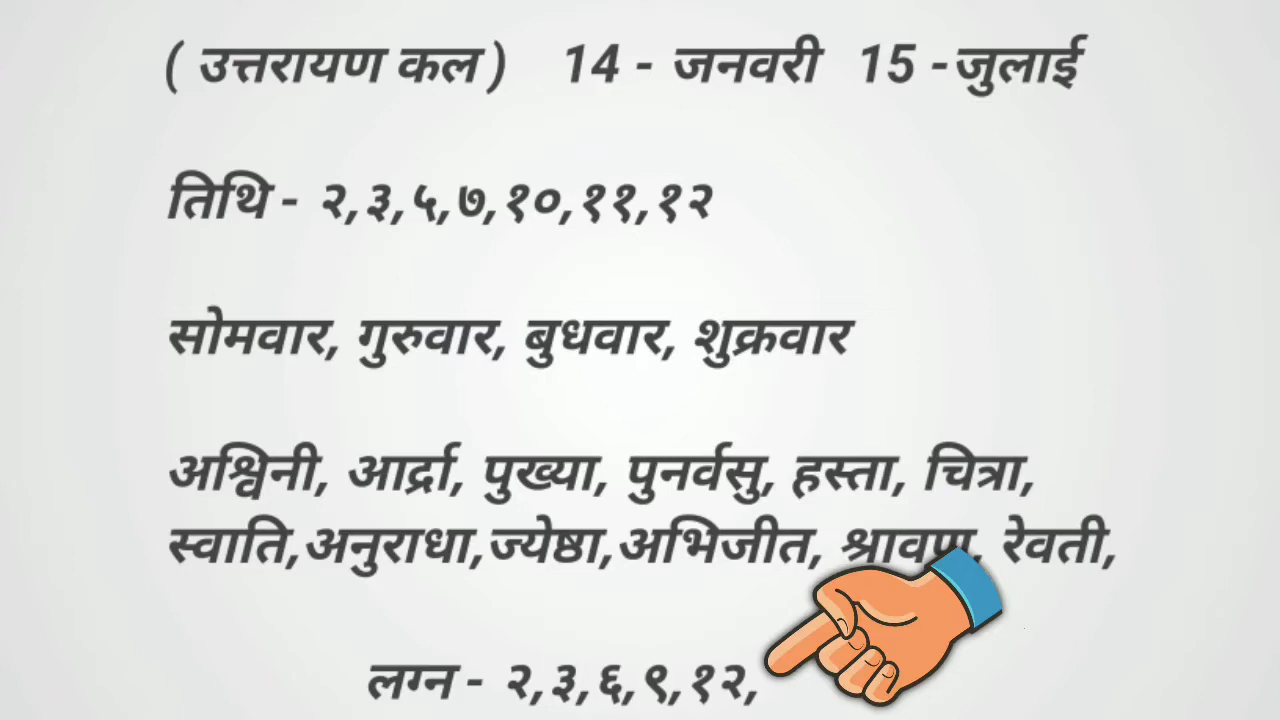 ( उत्तरायण कल ) 14 - जनवरी 15 -जुलाई
तिथि - २,३,५,७,१०,११,१२
सोमवार, गुरुवार, बुधवार, शुक्रवार
अश्विनी, आर्द्रा, पुख्या, पुनर्वसु, हस्ता, चित्रा,
स्वाति,अनुराधा,ज्येष्ठा,अभिजीत, श्रावण, रेवती,
लग्न - २,३,६,९,१२,